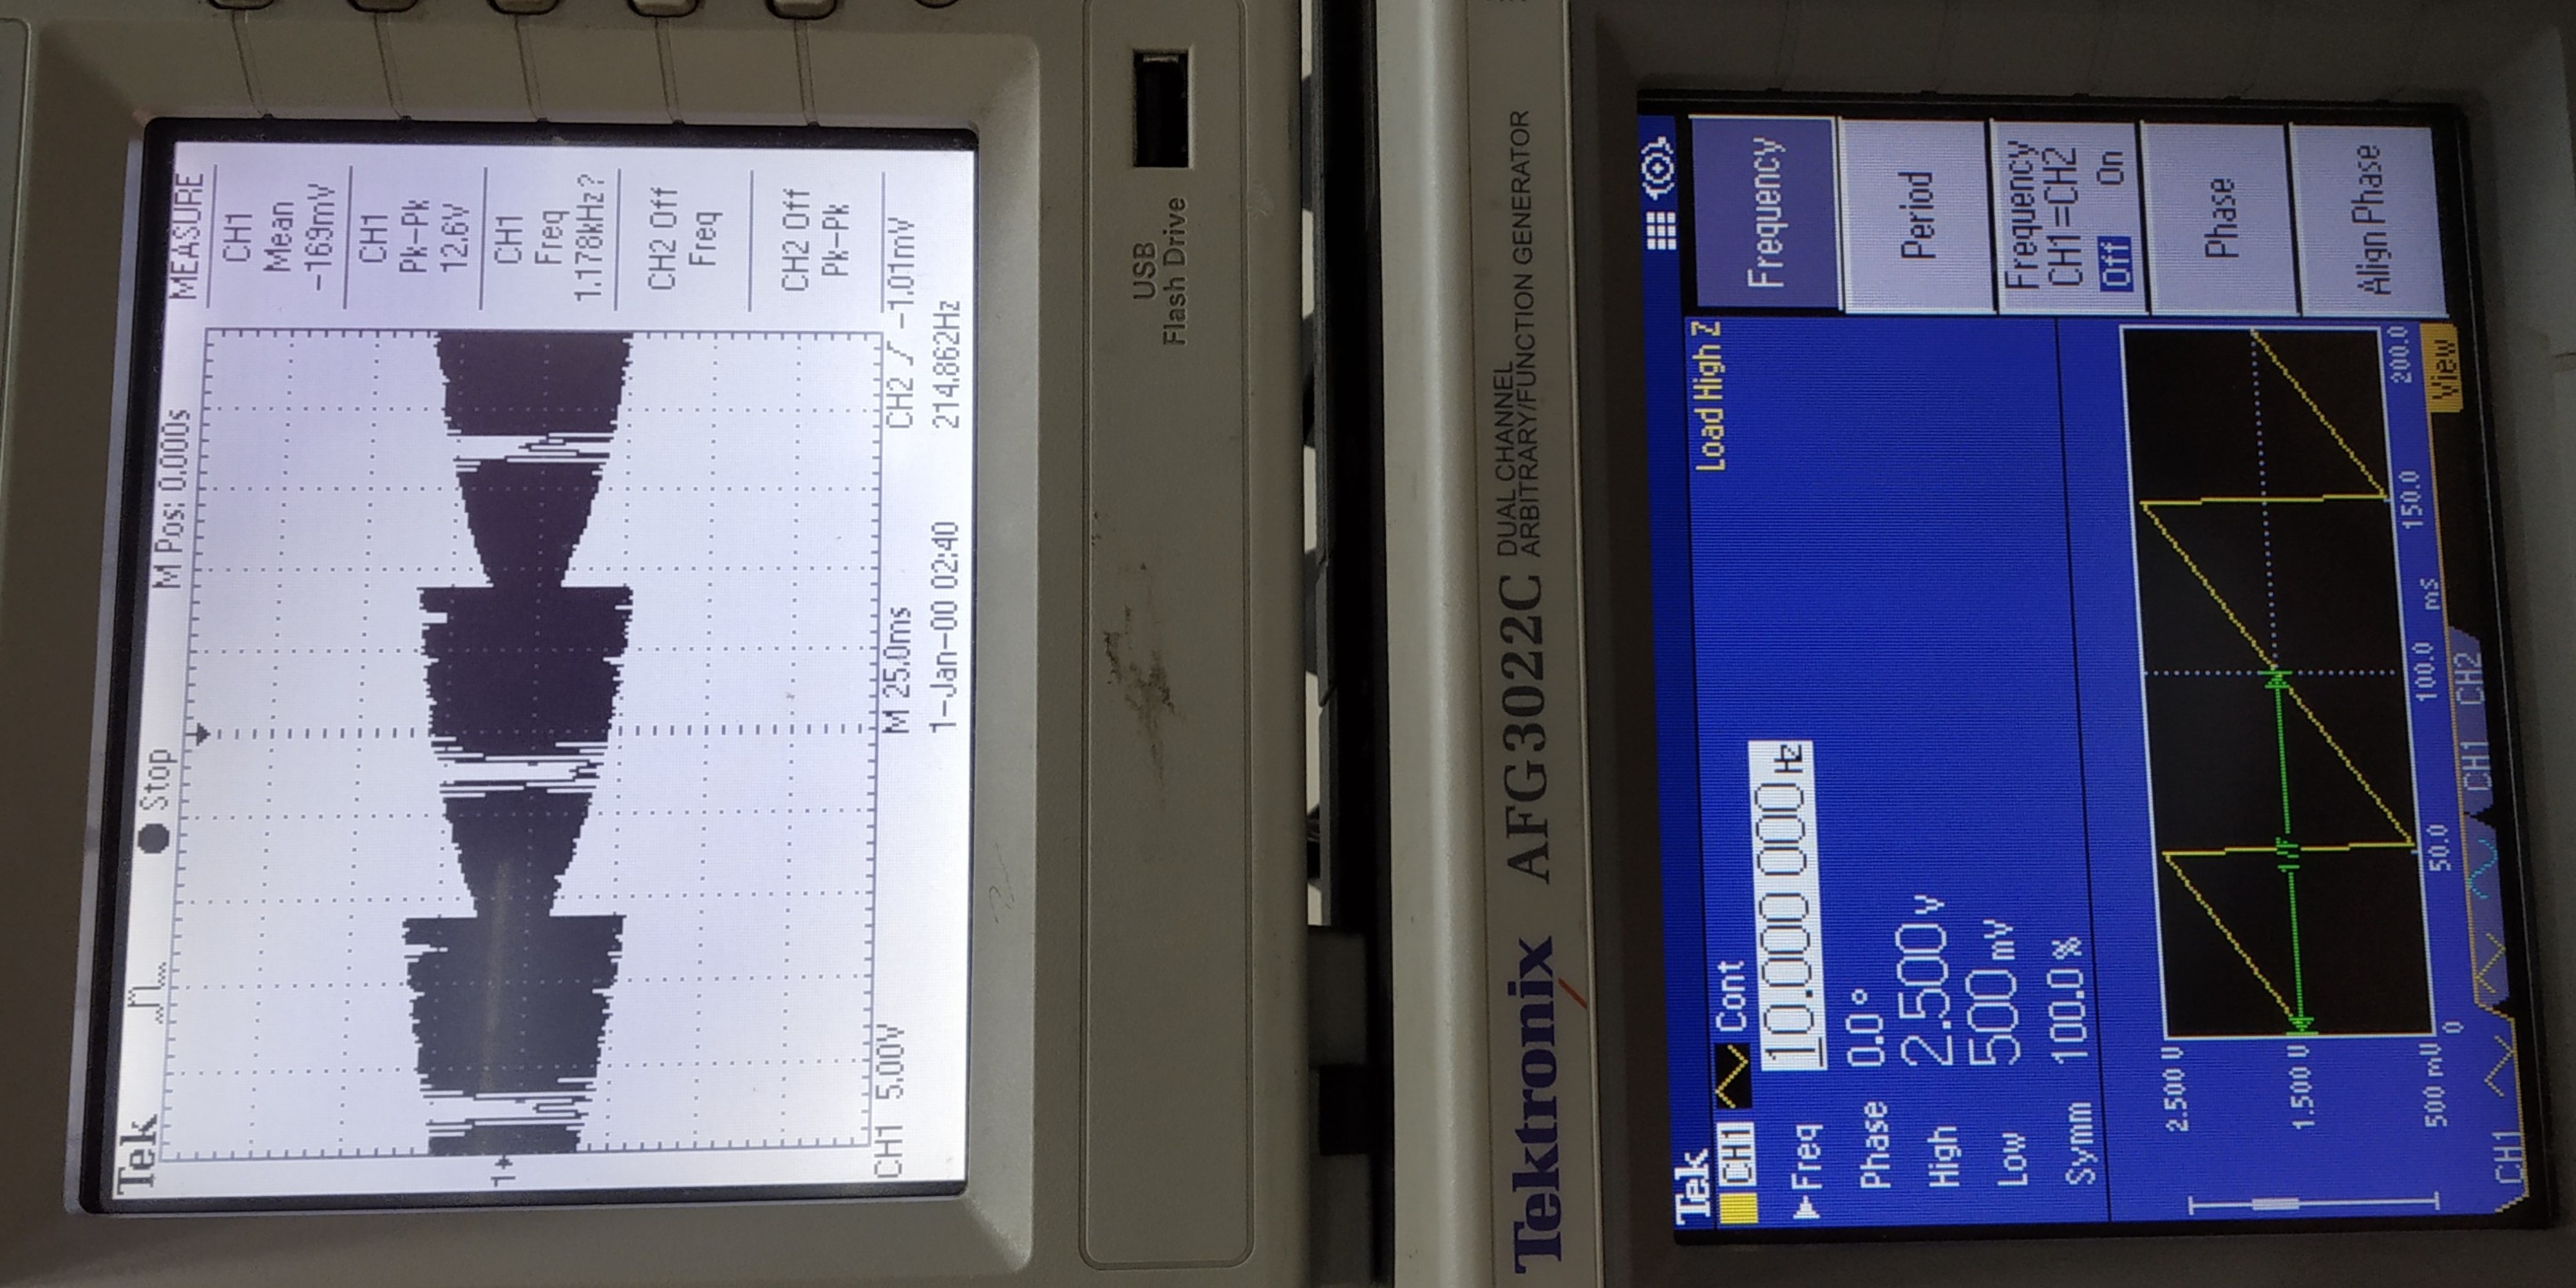 Tek Stop M Pos: 0.000s MEASURE
CH1
Mean
-169mV
CH1
Pk-Pk
12.6V
CH1
Freq
1.178kHz?
CH2 Off
Freq
CH2 Off
Pk-Pk
1
CH1 5.00V M 25.0ms CH2 -1.01mV
1-Jan-00 02:40 214.862Hz
USB
Flash Drive
Tektronix AFG3022C DUAL CHANNEL
ARBITRARY/FUNCTION GENERATOR
Tek
CH1 Cont Load High Z
Freq 10.000 000 Hz
Phase 0.0 °
High 2.500 V
Low 500 mV
Symm 100.0 %
Frequency
Period
Frequency
CH1=CH2
Off On
Phase
Align Phase
2.500 V
1.500 V
1/F
500 mV
0 50.0 100.0 ms 150.0 200.0
View
CH1 CH1 CH2